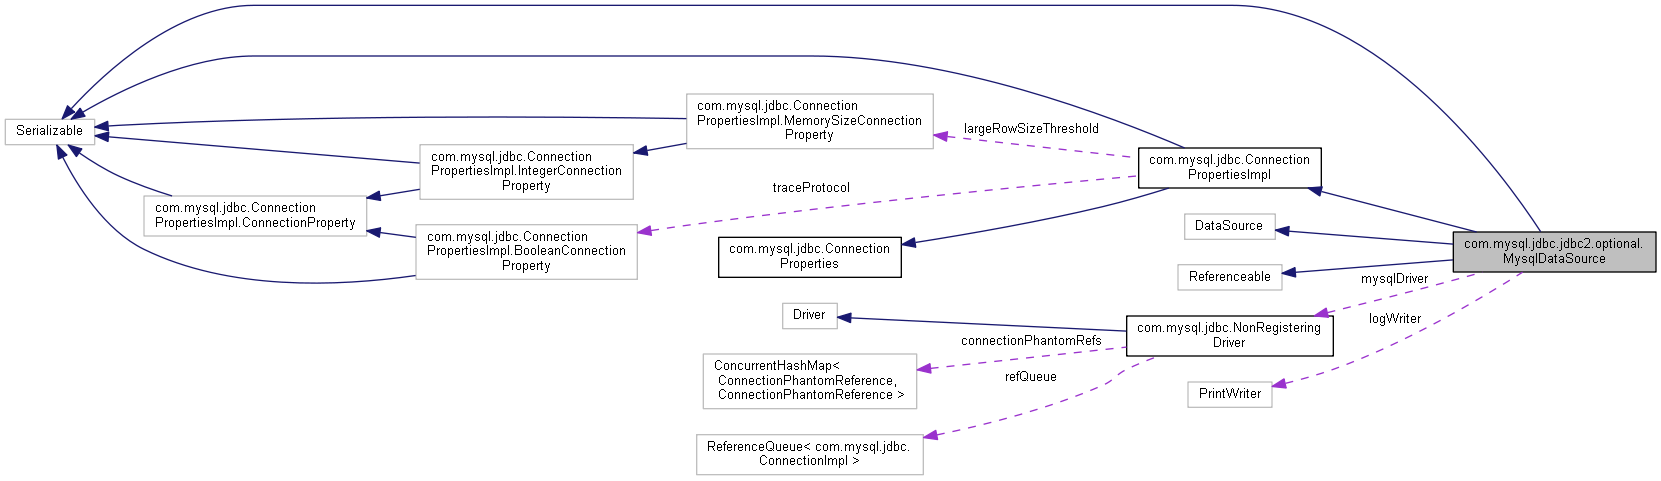 Serializable
com.mysql.jdbc.Connection
PropertiesImpl.MemorySizeConnection
Property
com.mysql.jdbc.Connection
PropertiesImpl.IntegerConnection
Property
com.mysql.jdbc.Connection
PropertiesImpl.ConnectionProperty
com.mysql.jdbc.Connection
PropertiesImpl.BooleanConnection
Property
largeRowSizeThreshold
traceProtocol
com.mysql.jdbc.Connection
PropertiesImpl
com.mysql.jdbc.Connection
Properties
DataSource
Referenceable
com.mysql.jdbc.jdbc2.optional.
MysqlDataSource
mysqlDriver
logWriter
Driver
com.mysql.jdbc.NonRegistering
Driver
connectionPhantomRefs
refQueue
ConcurrentHashMap<
ConnectionPhantomReference,
ConnectionPhantomReference >
PrintWriter
ReferenceQueue< com.mysql.jdbc.
ConnectionImpl >